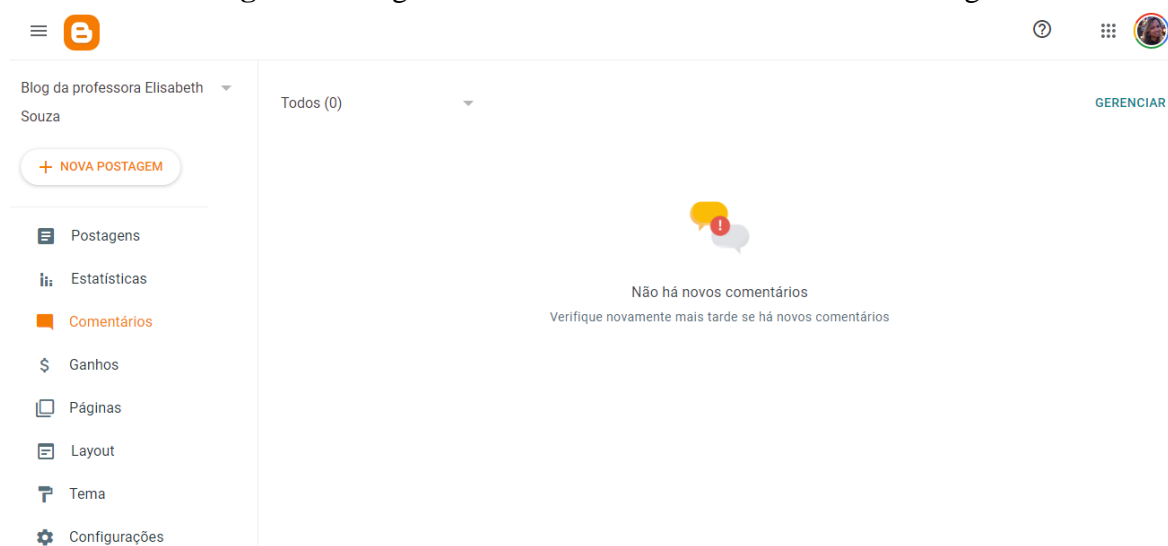 Blog da professora Elisabeth
Souza
NOVA POSTAGEM
Postagens
Estatísticas
Comentários
Ganhos
Páginas
Layout
Tema
Configurações
Todos (0)
GERENCIAR
Não há novos comentários
Verifique novamente mais tarde se há novos comentários